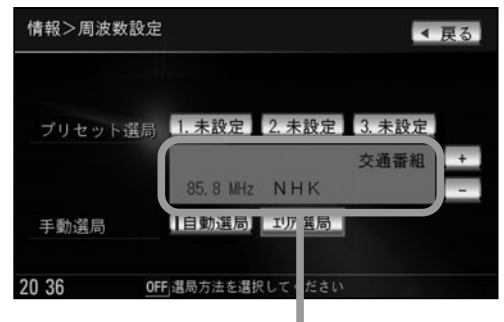 情報>周波数設定
◀ 戻る
プリセット選局 1.未設定 2.未設定 3.未設定
交通番組 +
85.8 MHz NHK -
手動選局 自動選局 エリア選局
20 36 OFF 選局方法を選択してください